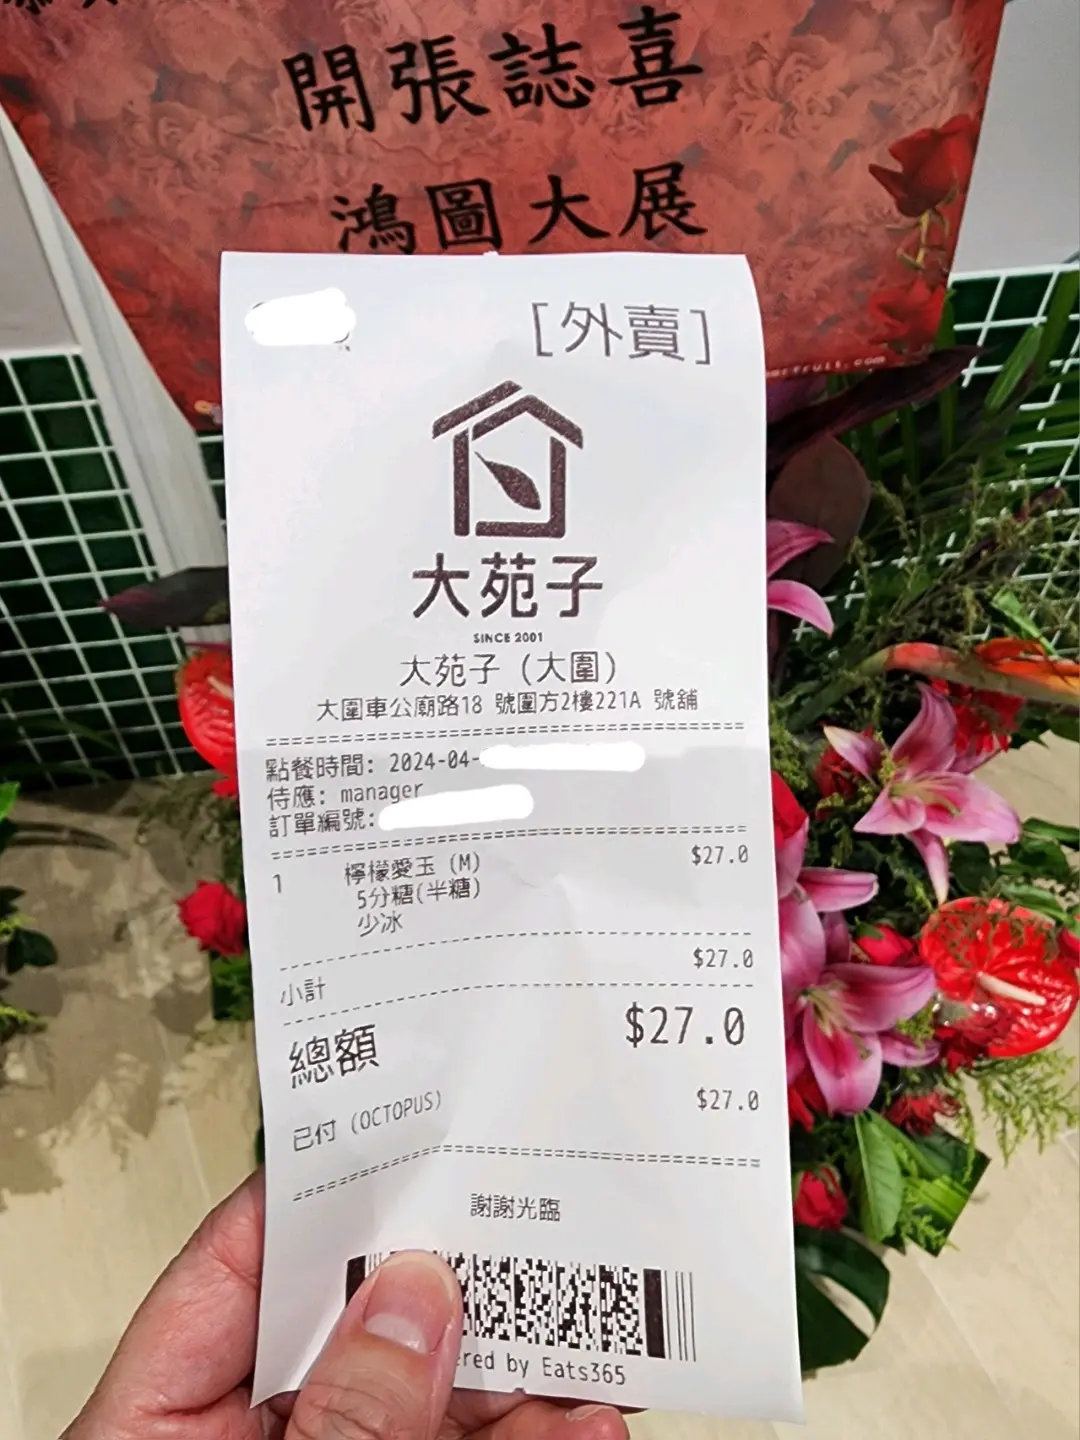 開張誌喜
鴻圖大展
[外賣]
大苑子
SINCE 2001
大苑子 (大圍)
大圍車公廟路18 號圍方2樓221A 號舖
點餐時間: 2024-04-
侍應: manager
訂單編號:
1 檸檬愛玉 (M) $27.0
5分糖(半糖)
少冰
小計 $27.0
總額 $27.0
已付 (OCTOPUS) $27.0
謝謝光臨
ered by Eats365